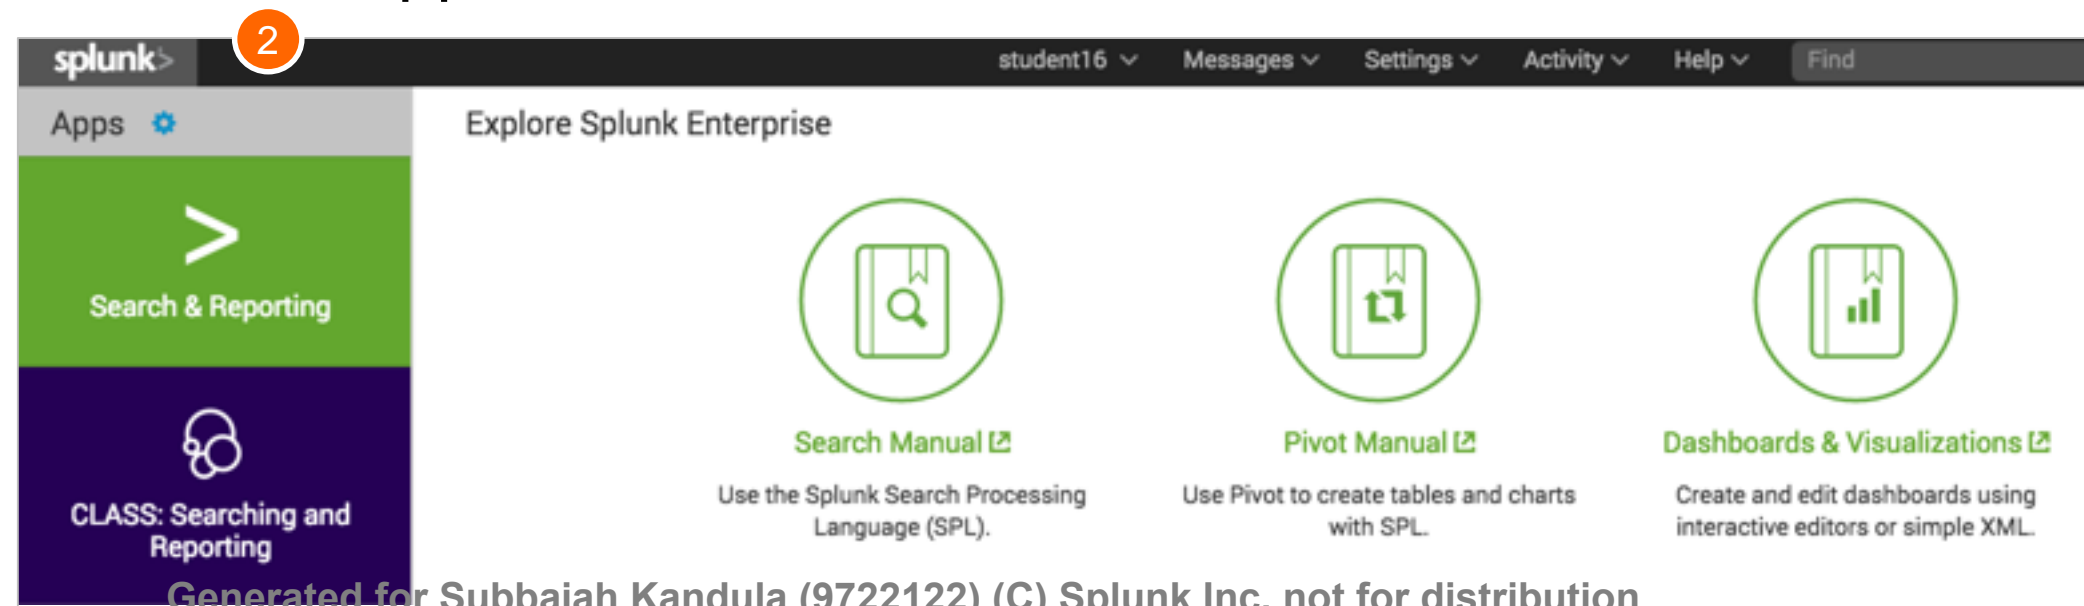 2
splunk>
student16
Messages
Settings
Activity
Help
Find
Apps
Explore Splunk Enterprise
>
Search & Reporting
CLASS: Searching and
Reporting
Search Manual
Use the Splunk Search Processing
Language (SPL).
Pivot Manual
Use Pivot to create tables and charts
with SPL.
Dashboards & Visualizations
Create and edit dashboards using
interactive editors or simple XML.
Generated for Subbaiah Kandula (9722122) (C) Splunk Inc, not for distribution